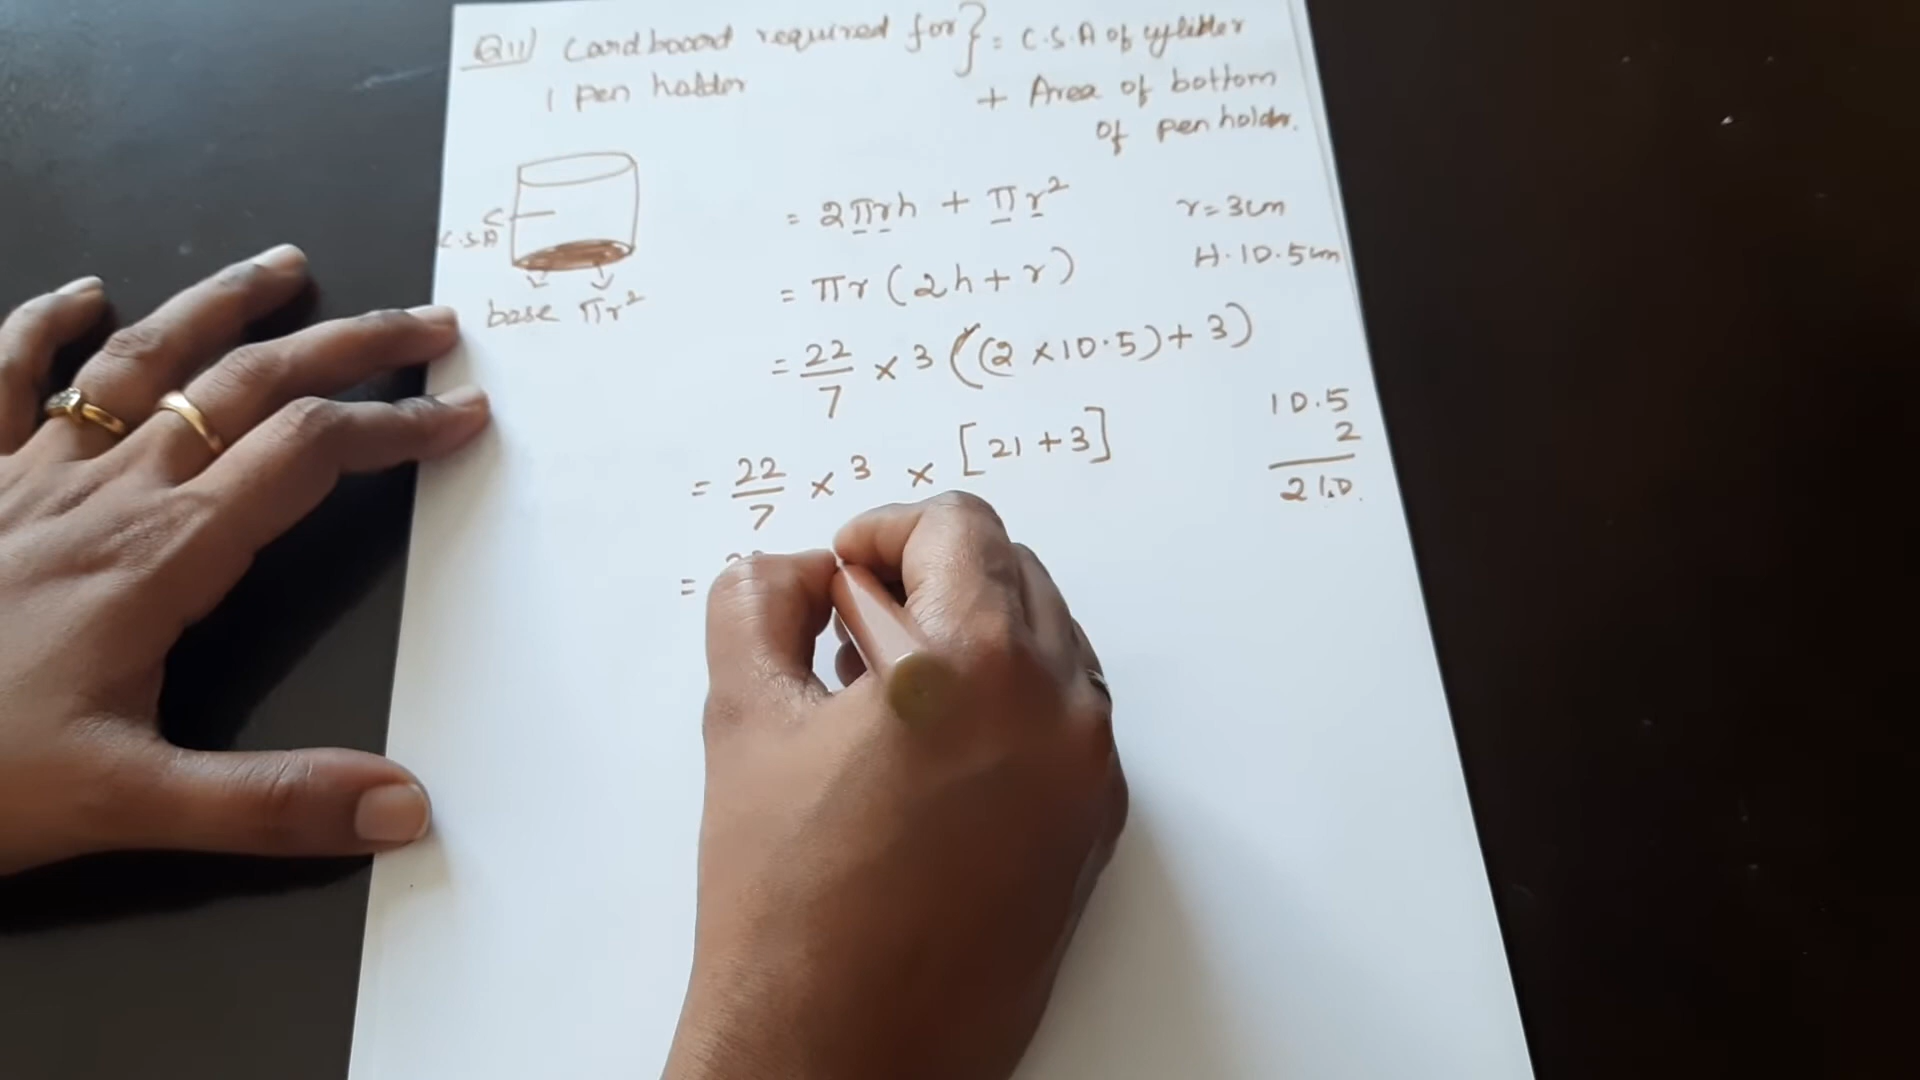 Q11) Cardboard required for } = C.S.A of cylinder
1 pen holder
+ Area of bottom
of pen holder.
C.S.A
base πr²
= 2πrh + πr²
r = 3cm
H. 10.5cm
= πr (2h + r)
= 22/7 × 3 ((2 × 10.5) + 3)
= 22/7 × 3 × [21 + 3]
10.5
2
21.0.
=